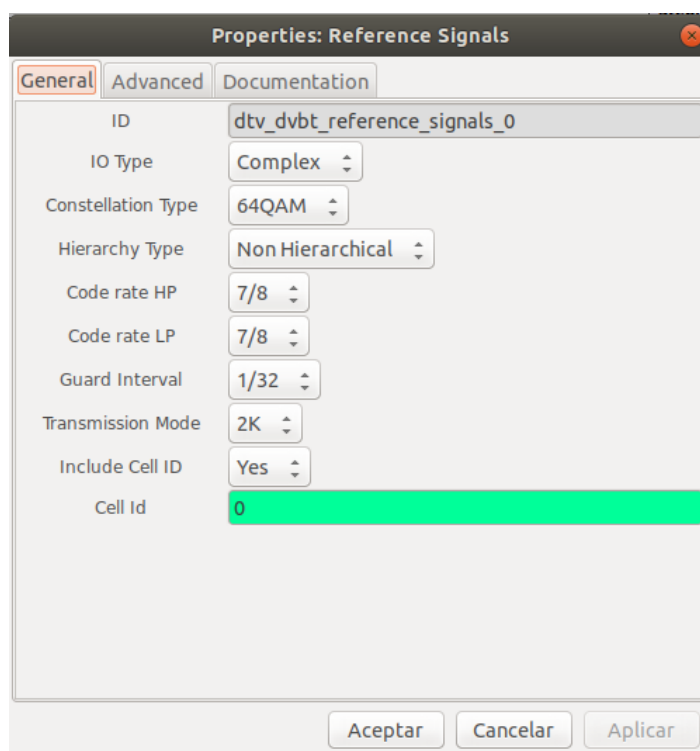 Properties: Reference Signals
General Advanced Documentation
ID dtv_dvbt_reference_signals_0
IO Type Complex
Constellation Type 64QAM
Hierarchy Type Non Hierarchical
Code rate HP 7/8
Code rate LP 7/8
Guard Interval 1/32
Transmission Mode 2K
Include Cell ID Yes
Cell Id 0
Aceptar Cancelar Aplicar